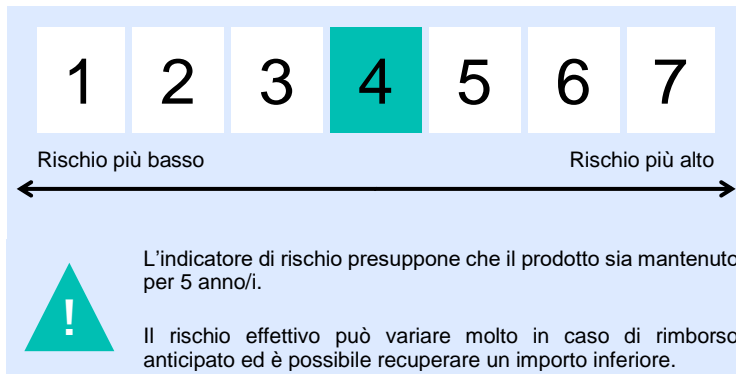 1 2 3 4 5 6 7
Rischio più basso Rischio più alto
L'indicatore di rischio presuppone che il prodotto sia mantenuto
per 5 anno/i.
!
Il rischio effettivo può variare molto in caso di rimborso
anticipato ed è possibile recuperare un importo inferiore.